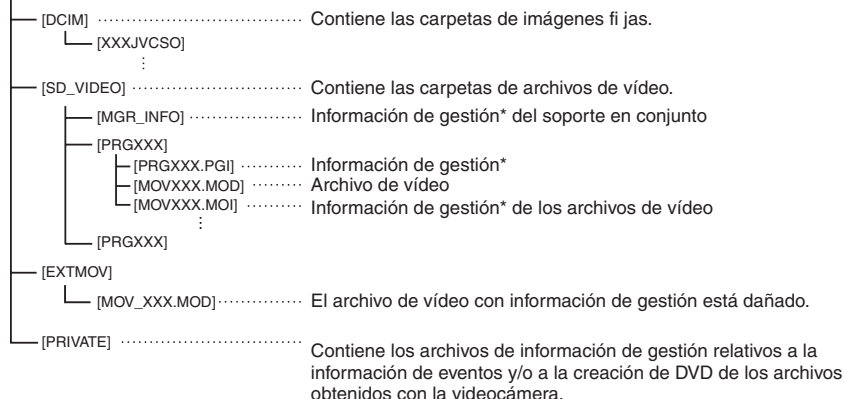 [DCIM] Contiene las carpetas de imágenes fi jas.
[XXXJVCSO]
[SD_VIDEO] Contiene las carpetas de archivos de vídeo.
[MGR_INFO] Información de gestión* del soporte en conjunto
[PRGXXX]
[PRGXXX.PGI] Información de gestión*
[MOVXXX.MOD] Archivo de vídeo
[MOVXXX.MOI] Información de gestión* de los archivos de vídeo
[PRGXXX]
[EXTMOV]
[MOV_XXX.MOD] El archivo de vídeo con información de gestión está dañado.
[PRIVATE] Contiene los archivos de información de gestión relativos a la
información de eventos y/o a la creación de DVD de los archivos
obtenidos con la videocámera.